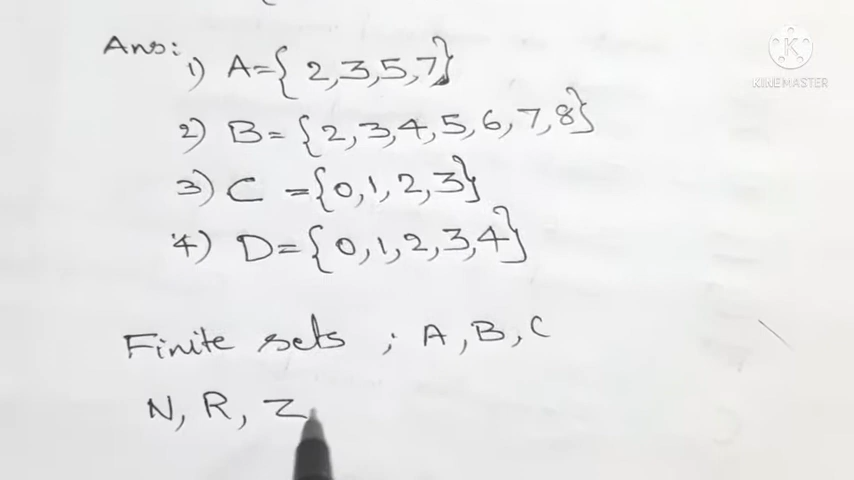 Ans:
1) A={2,3,5,7}
2) B={2,3,4,5,6,7,8}
3) C={0,1,2,3}
4) D={0,1,2,3,4}
Finite sets ; A,B,C
N, R, Z
K
KINEMASTER